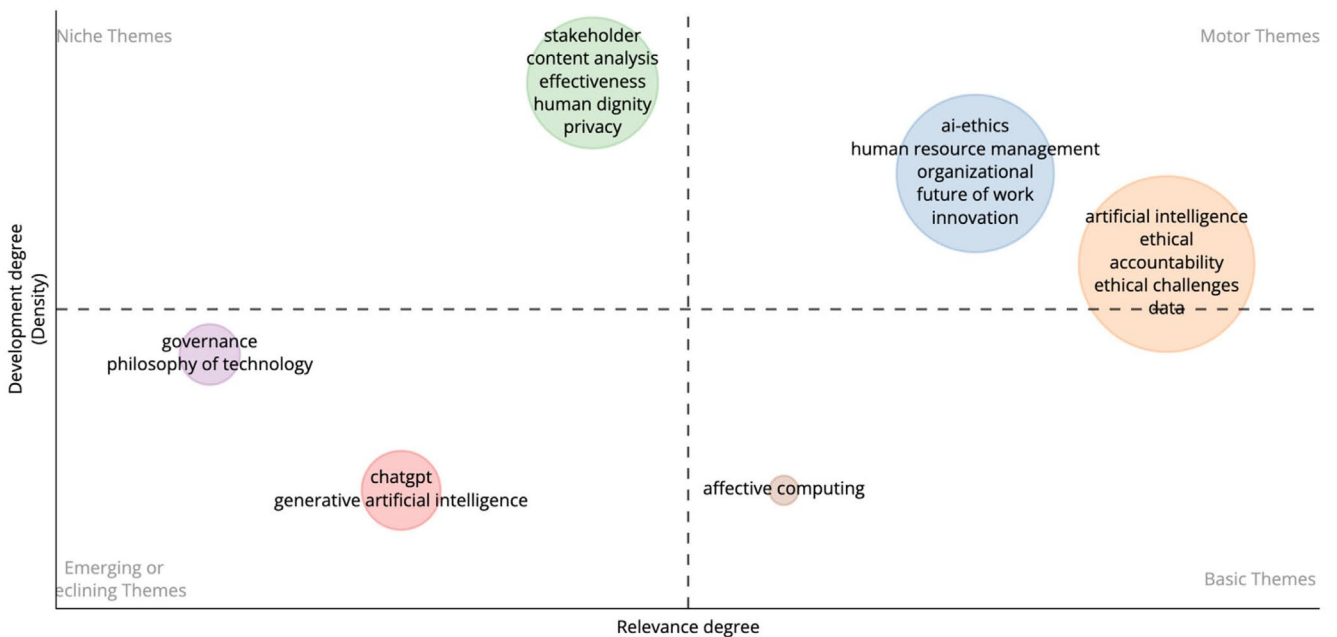 Niche Themes
Motor Themes
stakeholder
content analysis
effectiveness
human dignity
privacy
ai-ethics
human resource management
organizational
future of work
innovation
artificial intelligence
ethical
accountability
ethical challenges
data
Development degree
(Density)
governance
philosophy of technology
chatgpt
generative artificial intelligence
affective computing
Emerging or
eclining Themes
Basic Themes
Relevance degree